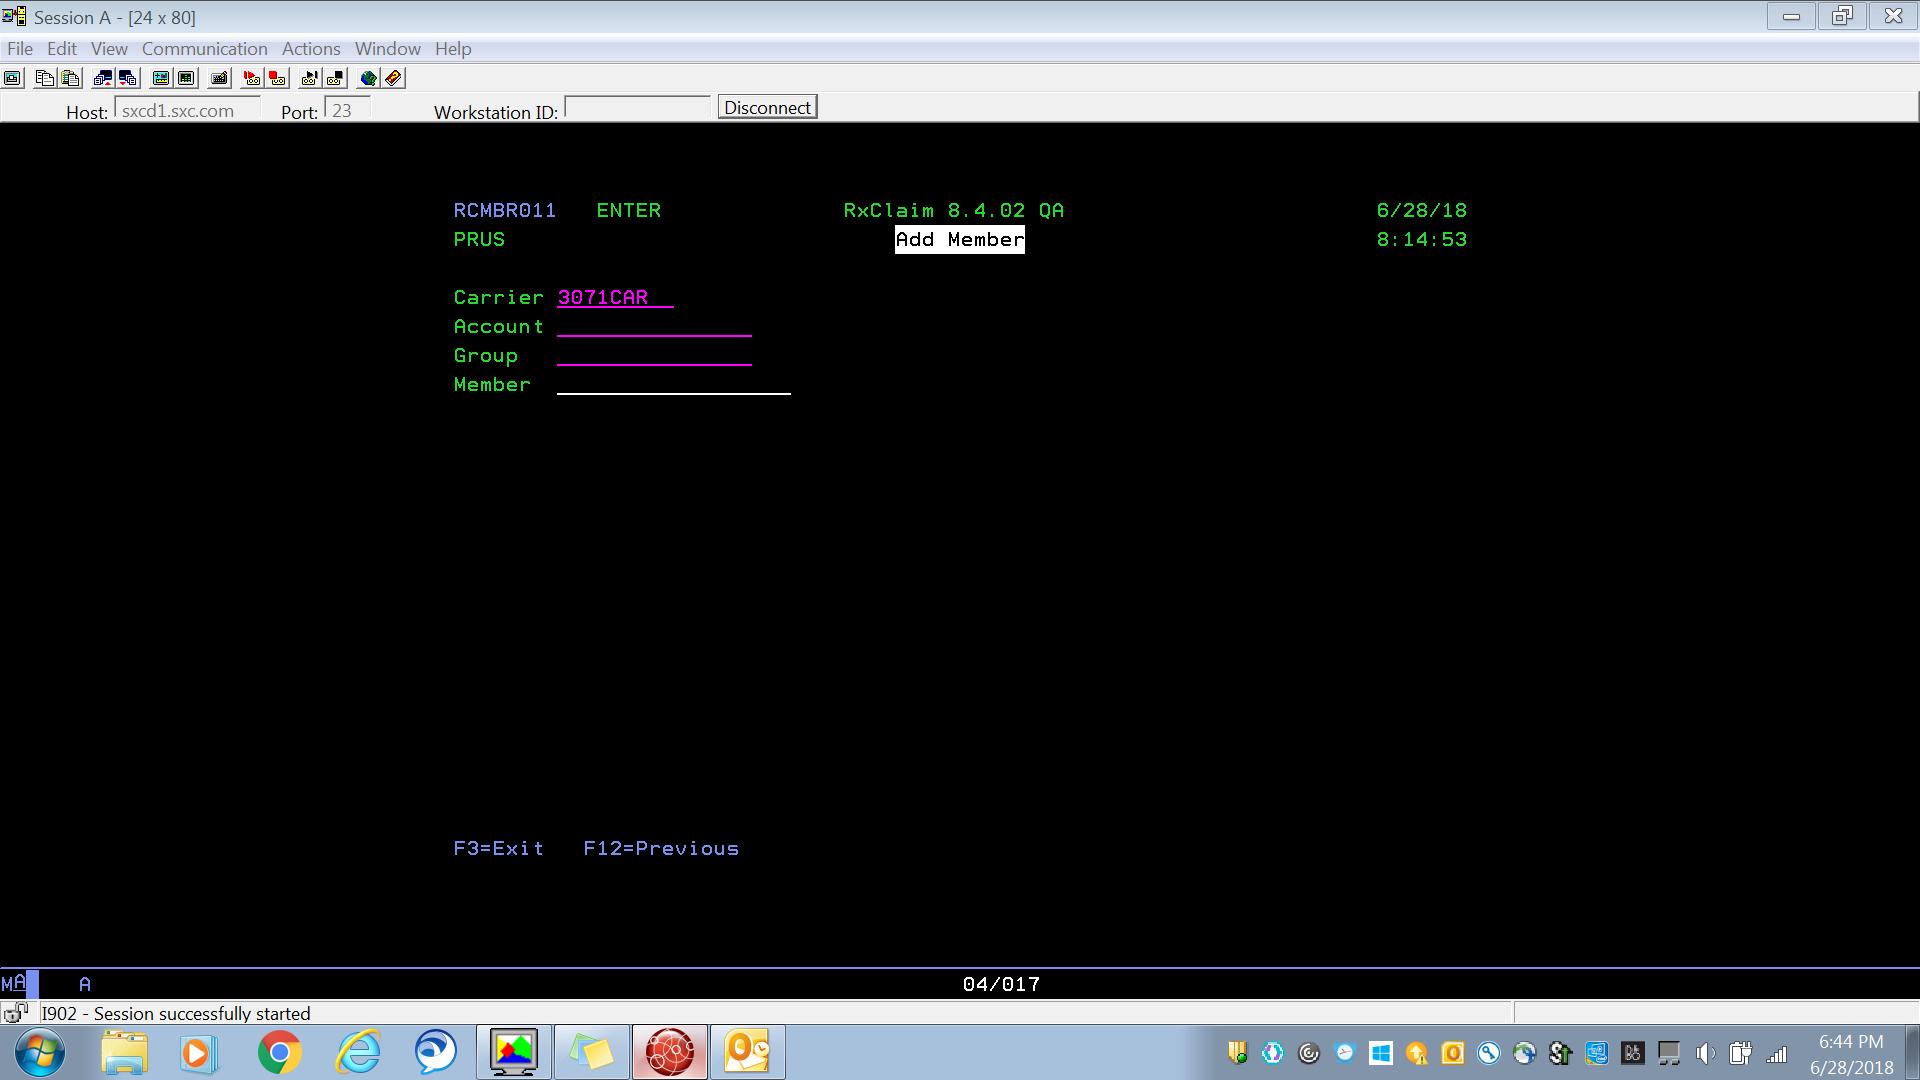 Session A - [24 x 80]
File Edit View Communication Actions Window Help
Host: sxcd1.sxc.com Port: 23 Workstation ID: Disconnect
RCMBR011 ENTER RxClaim 8.4.02 QA 6/28/18
PRUS Add Member 8:14:53
Carrier 3071CAR
Account
Group
Member
F3=Exit F12=Previous
MA A 04/017
I902 - Session successfully started
6:44 PM
6/28/2018